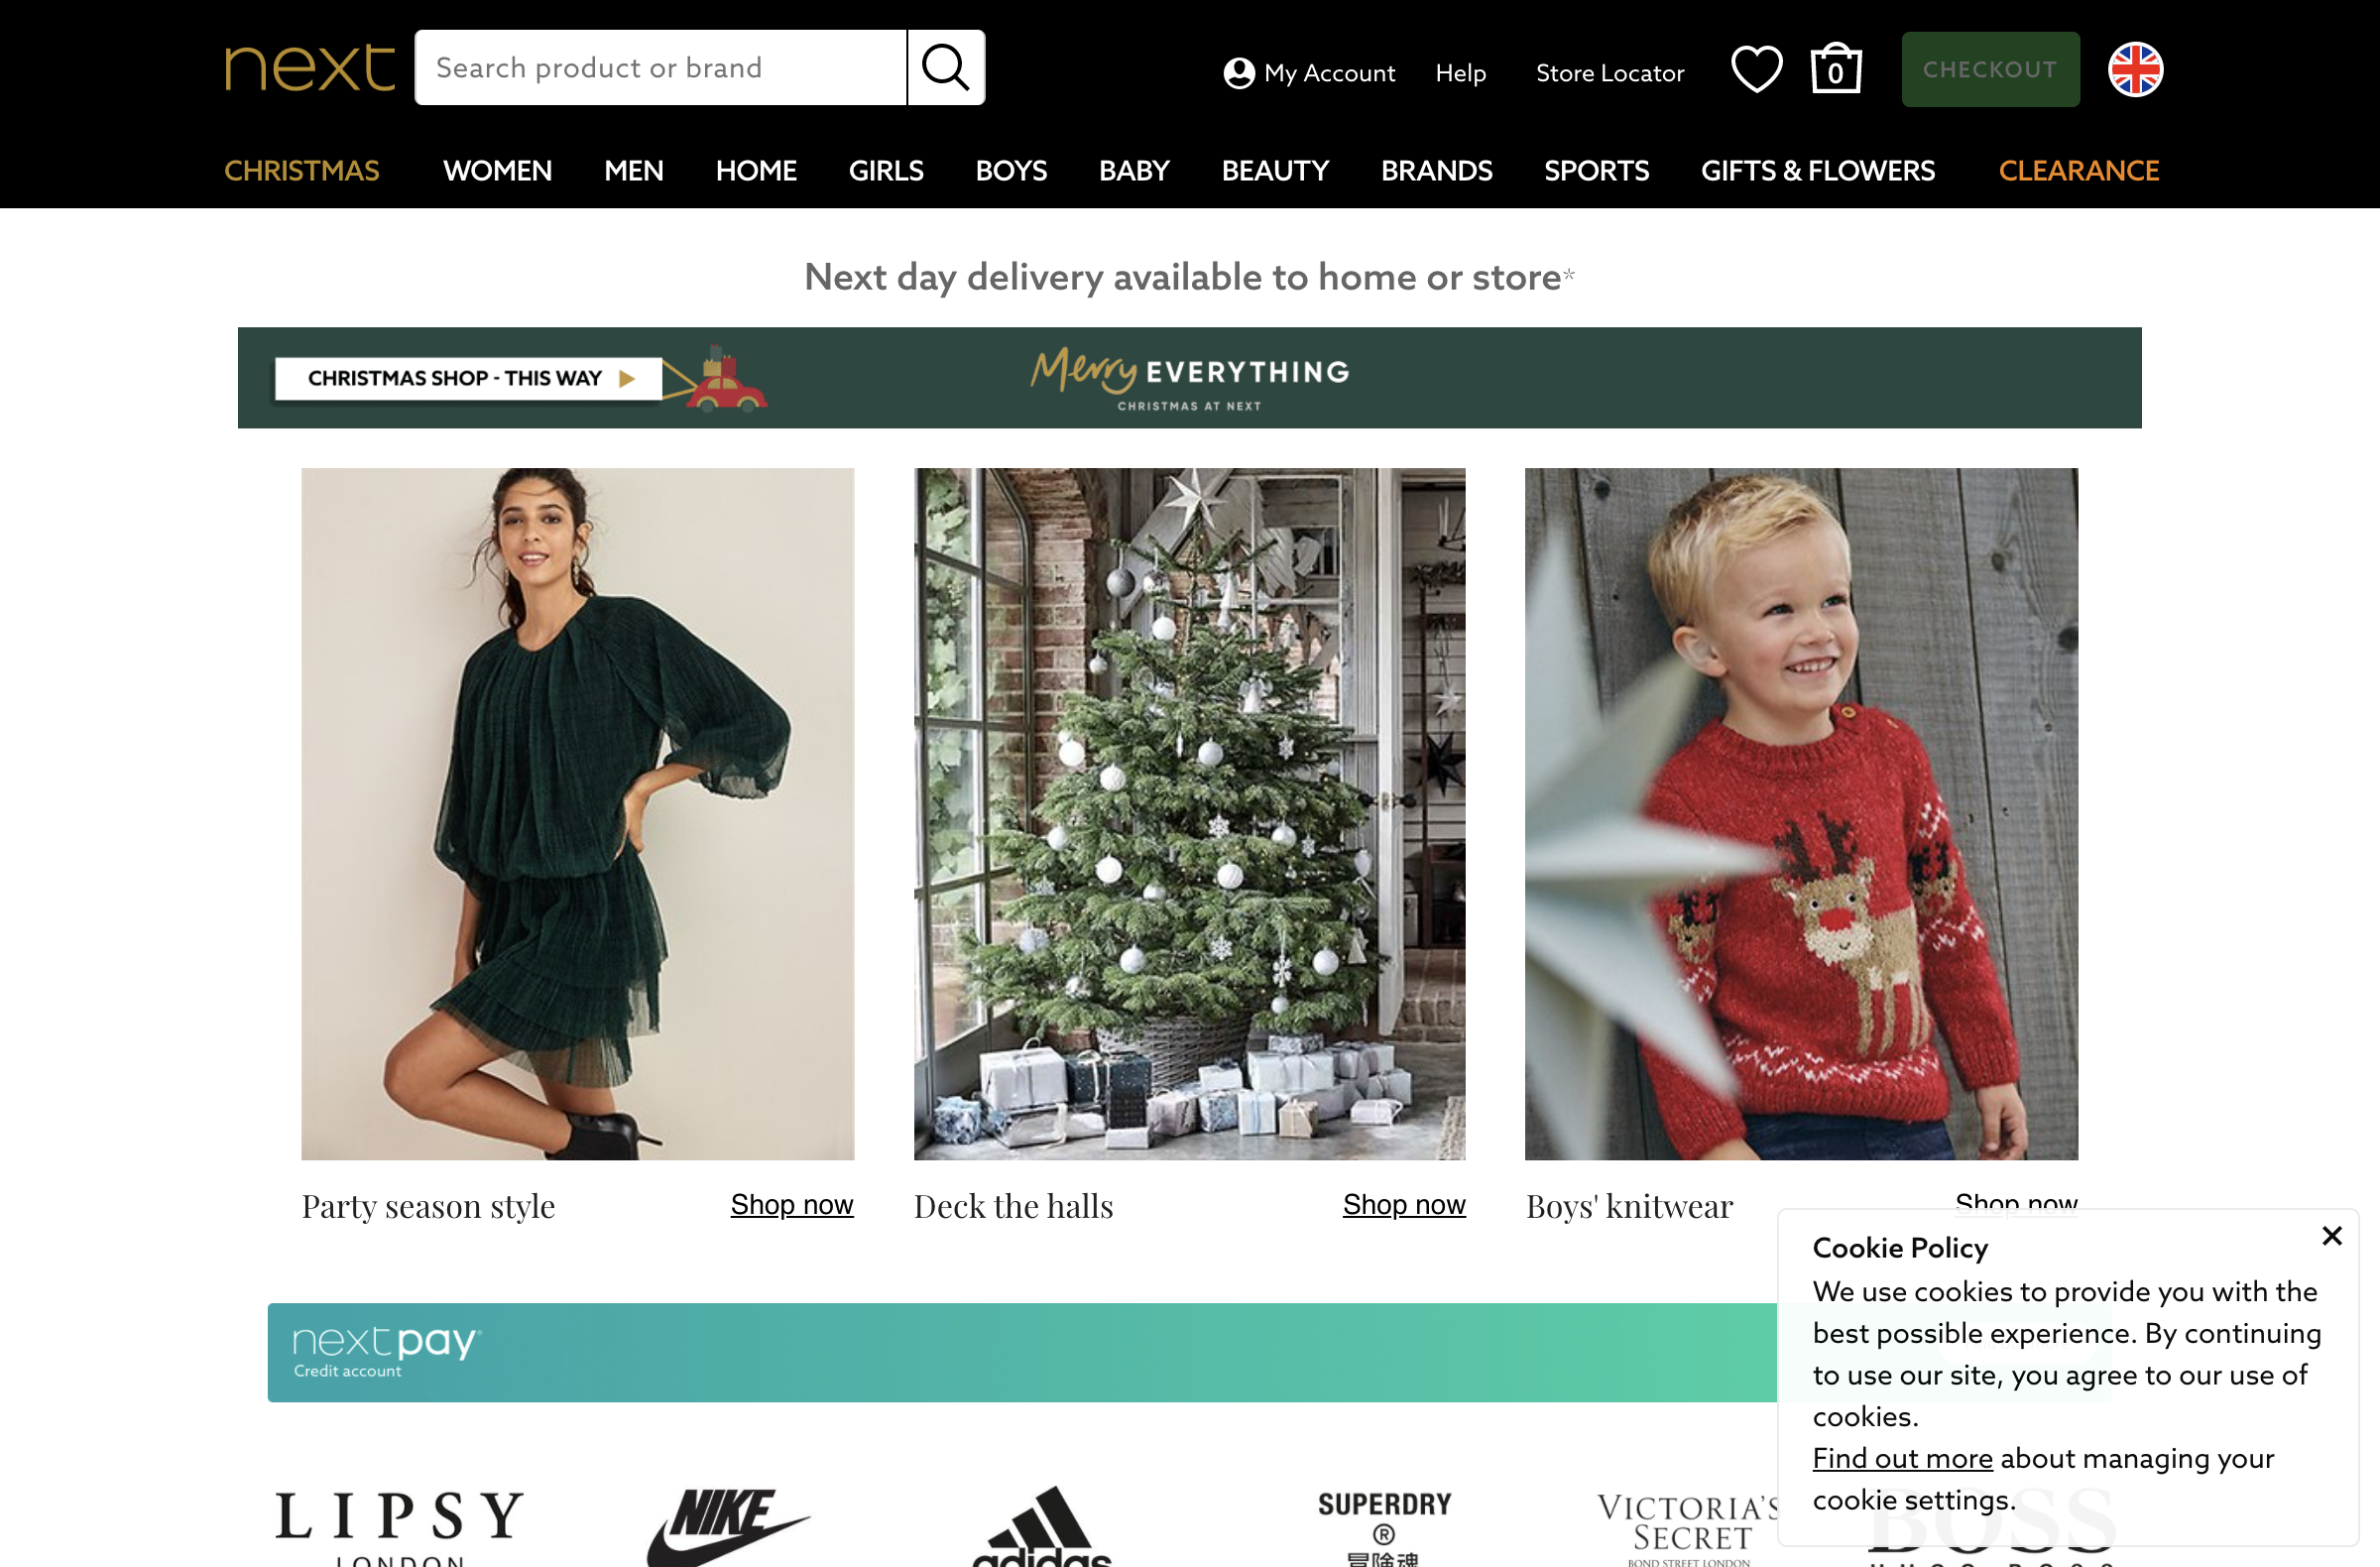 next
Search product or brand
My Account
Help
Store Locator
0
CHECKOUT
CHRISTMAS
WOMEN
MEN
HOME
GIRLS
BOYS
BABY
BEAUTY
BRANDS
SPORTS
GIFTS & FLOWERS
CLEARANCE
Next day delivery available to home or store*
CHRISTMAS SHOP - THIS WAY
Merry EVERYTHING
CHRISTMAS AT NEXT
Party season style
Shop now
Deck the halls
Shop now
Boys' knitwear
Shop now
Cookie Policy
We use cookies to provide you with the
best possible experience. By continuing
to use our site, you agree to our use of
cookies.
Find out more about managing your
cookie settings.
nextpay
Credit account
LIPSY
LONDON
NIKE
adidas
SUPERDRY
®
冒険魂
VICTORIA'S
SECRET
BOND STREET LONDON
BOSS